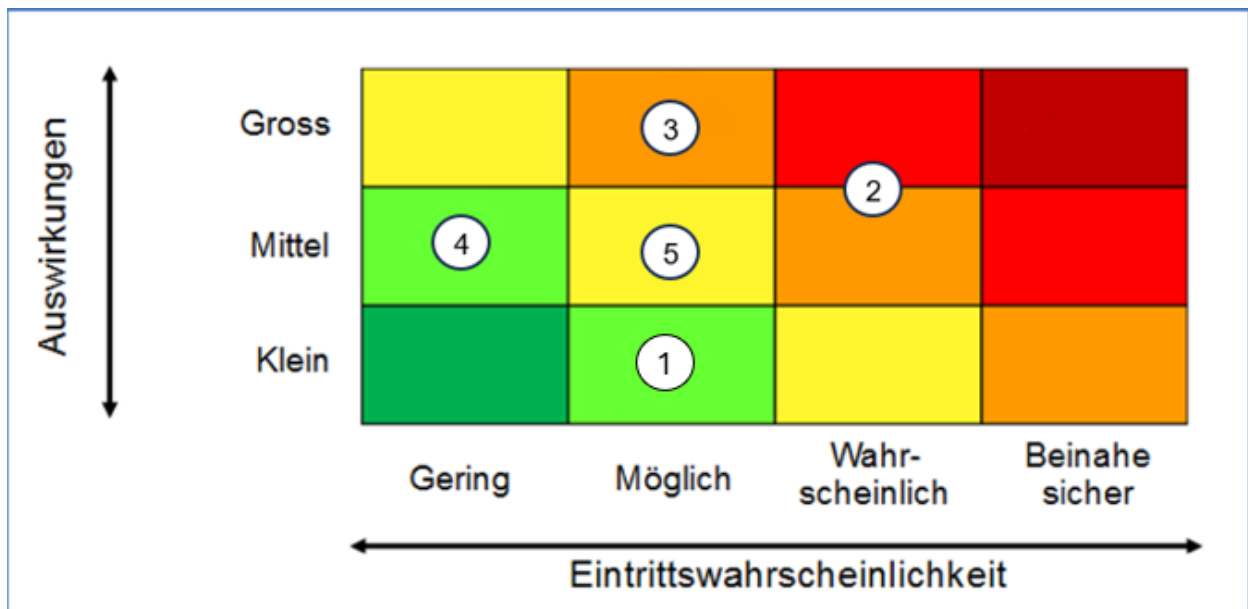 Auswirkungen
Gross
3
2
Mittel
4
5
Klein
1
Gering
Möglich
Wahr-
scheinlich
Beinahe
sicher
Eintrittswahrscheinlichkeit